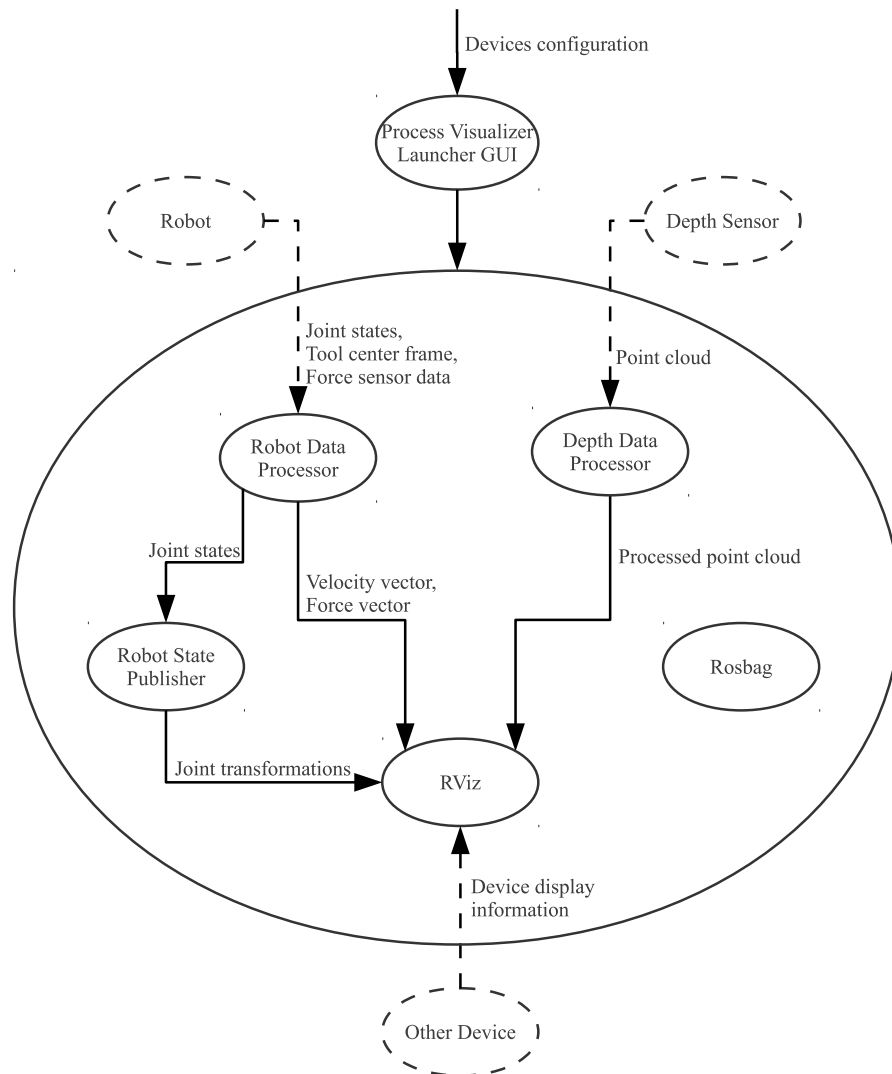 Devices configuration
Process Visualizer
Launcher GUI
Robot
Depth Sensor
Joint states,
Tool center frame,
Force sensor data
Point cloud
Robot Data
Processor
Depth Data
Processor
Joint states
Velocity vector,
Force vector
Processed point cloud
Robot State
Publisher
Rosbag
Joint transformations
RViz
Device display
information
Other Device